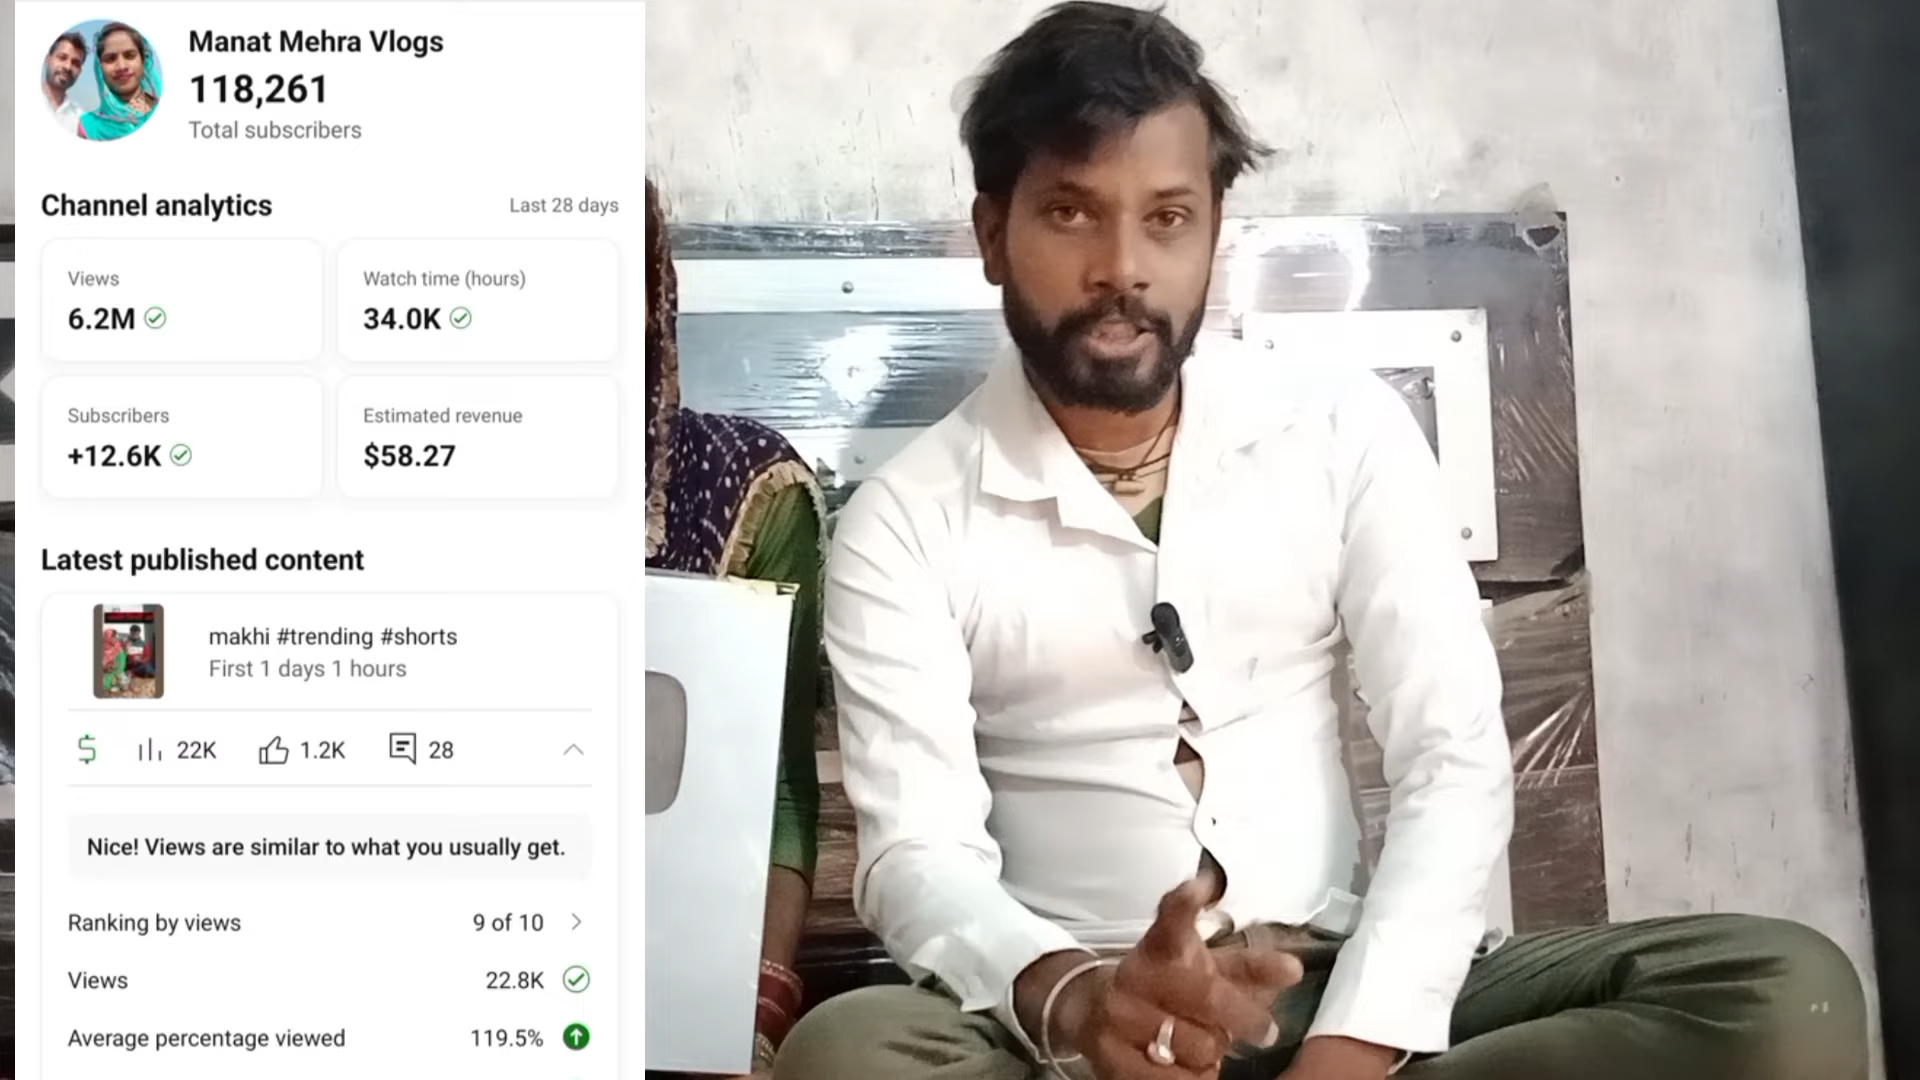 Manat Mehra Vlogs
118,261
Total subscribers
Channel analytics
Last 28 days
Views
6.2M
Watch time (hours)
34.0K
Subscribers
+12.6K
Estimated revenue
$58.27
Latest published content
makhi #trending #shorts
First 1 days 1 hours
$ 22K 1.2K 28
Nice! Views are similar to what you usually get.
Ranking by views 9 of 10
Views 22.8K
Average percentage viewed 119.5%